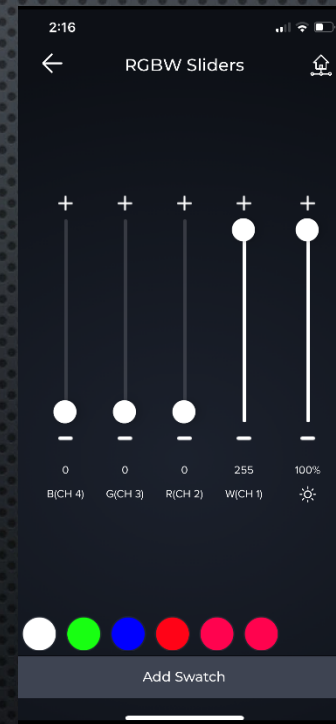 2:16
RGBW Sliders
0 0 0 255 100%
B(CH 4) G(CH 3) R(CH 2) W(CH 1)
Add Swatch